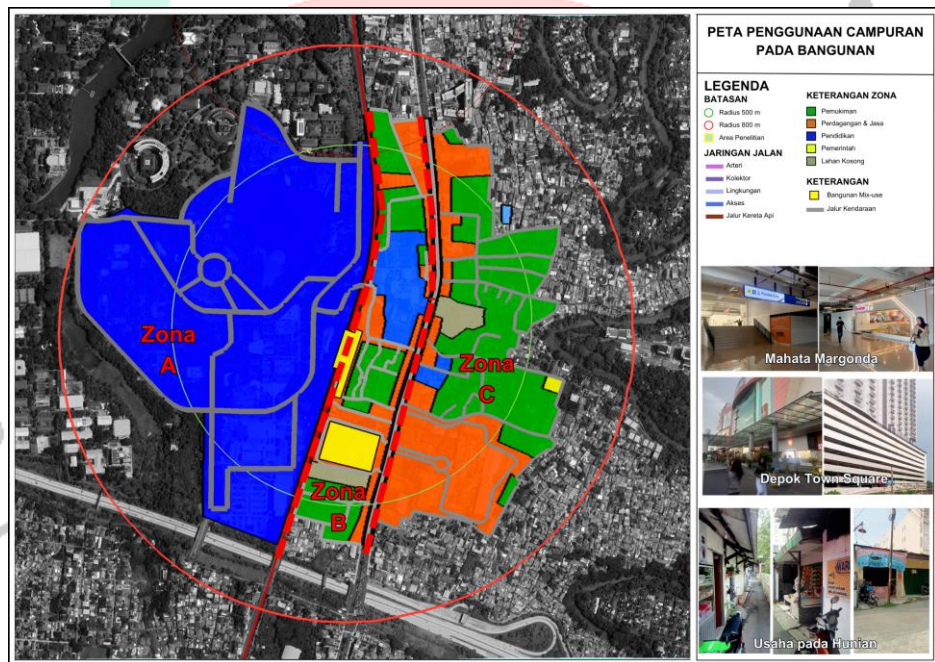 PETA PENGGUNAAN CAMPURAN
PADA BANGUNAN
LEGENDA
BATASAN
Radius 500 m
Radius 800 m
Area Penelitian
JARINGAN JALAN
Arteri
Kolektor
Lingkungan
Akses
Jalur Kereta Api
KETERANGAN ZONA
Pemukiman
Perdagangan & Jasa
Pendidikan
Pemerintah
Lahan Kosong
KETERANGAN
Bangunan Mix-use
Jalur Kendaraan
Zona
A
Zona
B
Zona
C
Mahata Margonda
Depok Town Square
Usaha pada Hunian